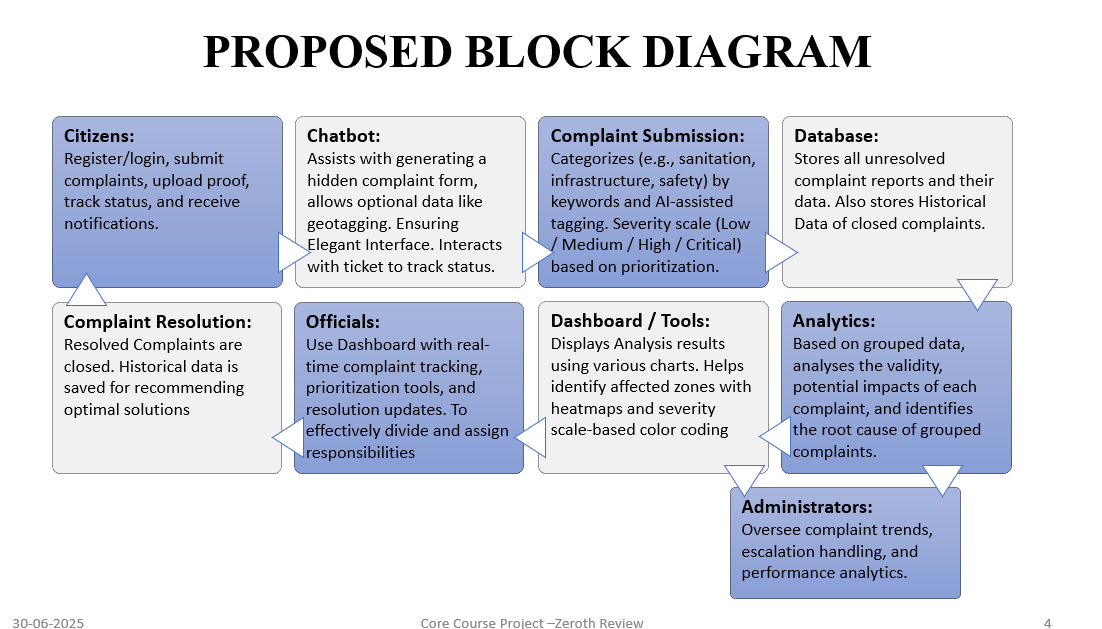 PROPOSED BLOCK DIAGRAM
Citizens:
Register/login, submit
complaints, upload proof,
track status, and receive
notifications.
Chatbot:
Assists with generating a
hidden complaint form,
allows optional data like
geotagging. Ensuring
Elegant Interface. Interacts
with ticket to track status.
Complaint Submission:
Categorizes (e.g., sanitation,
infrastructure, safety) by
keywords and AI-assisted
tagging. Severity scale (Low
/ Medium / High / Critical)
based on prioritization.
Database:
Stores all unresolved
complaint reports and their
data. Also stores Historical
Data of closed complaints.
Complaint Resolution:
Resolved Complaints are
closed. Historical data is
saved for recommending
optimal solutions
Officials:
Use Dashboard with real-
time complaint tracking,
prioritization tools, and
resolution updates. To
effectively divide and assign
responsibilities
Dashboard / Tools:
Displays Analysis results
using various charts. Helps
identify affected zones with
heatmaps and severity
scale-based color coding
Analytics:
Based on grouped data,
analyses the validity,
potential impacts of each
complaint, and identifies
the root cause of grouped
complaints.
Administrators:
Oversee complaint trends,
escalation handling, and
performance analytics.
30-06-2025
Core Course Project –Zeroth Review
4